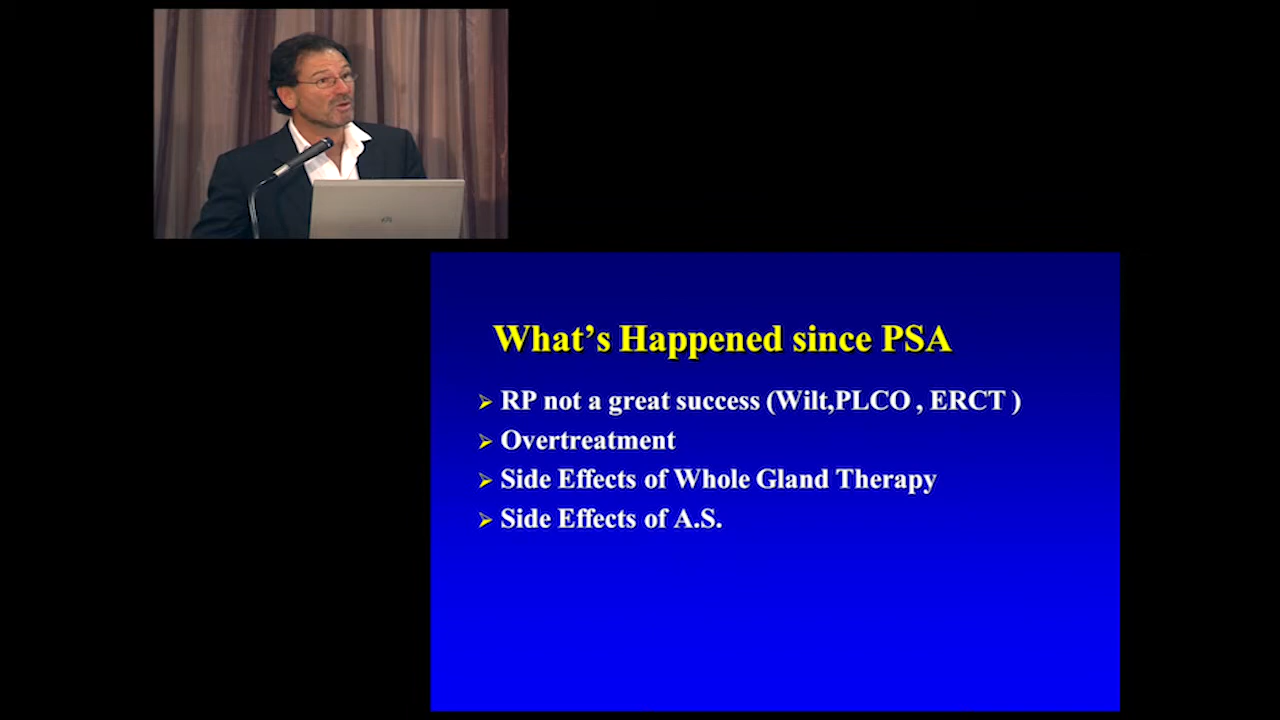 What's Happened since PSA
RP not a great success (Wilt,PLCO , ERCT )
Overtreatment
Side Effects of Whole Gland Therapy
Side Effects of A.S.